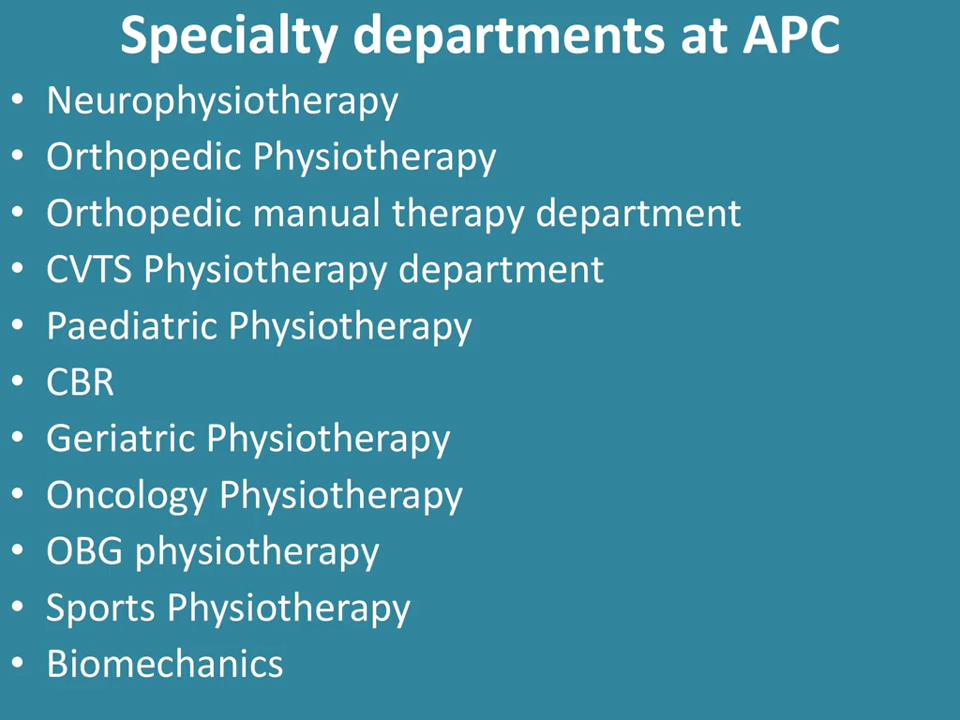 Specialty departments at APC
• Neurophysiotherapy
• Orthopedic Physiotherapy
• Orthopedic manual therapy department
• CVTS Physiotherapy department
• Paediatric Physiotherapy
• CBR
• Geriatric Physiotherapy
• Oncology Physiotherapy
• OBG physiotherapy
• Sports Physiotherapy
• Biomechanics